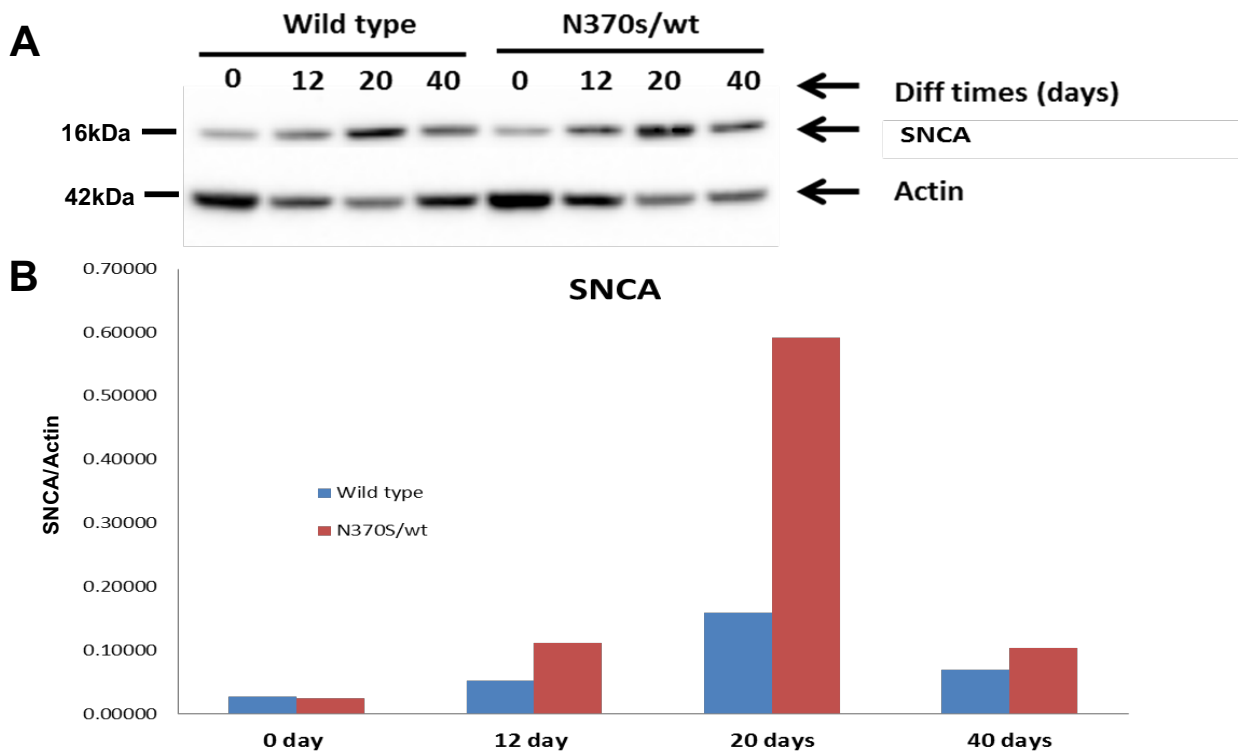 A
Wild type
N370s/wt
0 12 20 40 0 12 20 40
Diff times (days)
16kDa
SNCA
42kDa
Actin
B
SNCA
0.70000
0.60000
0.50000
0.40000
0.30000
0.20000
0.10000
0.00000
SNCA/Actin
Wild type
N370S/wt
0 day
12 day
20 days
40 days